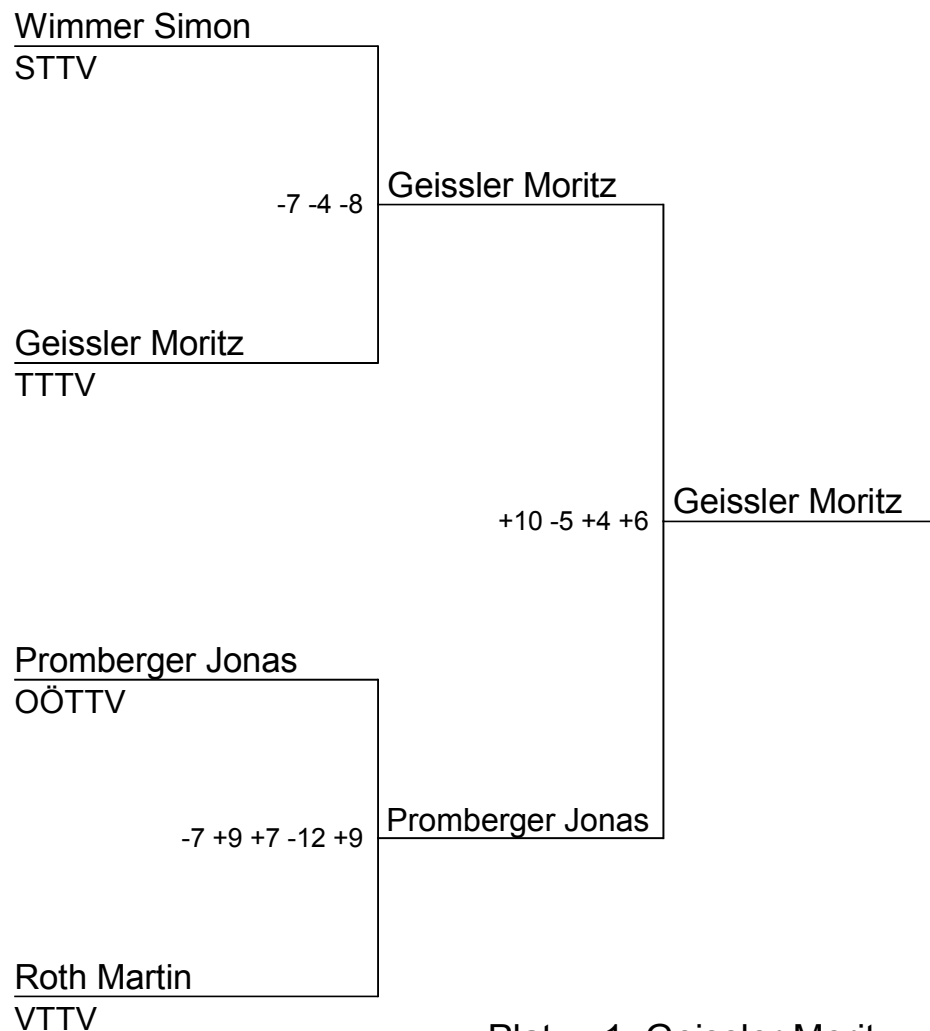 Wimmer Simon
STTV
Geissler Moritz
-7 -4 -8
Geissler Moritz
TTTV
Geissler Moritz
+10 -5 +4 +6
Promberger Jonas
OÖTTV
Promberger Jonas
-7 +9 +7 -12 +9
Roth Martin
VTTV